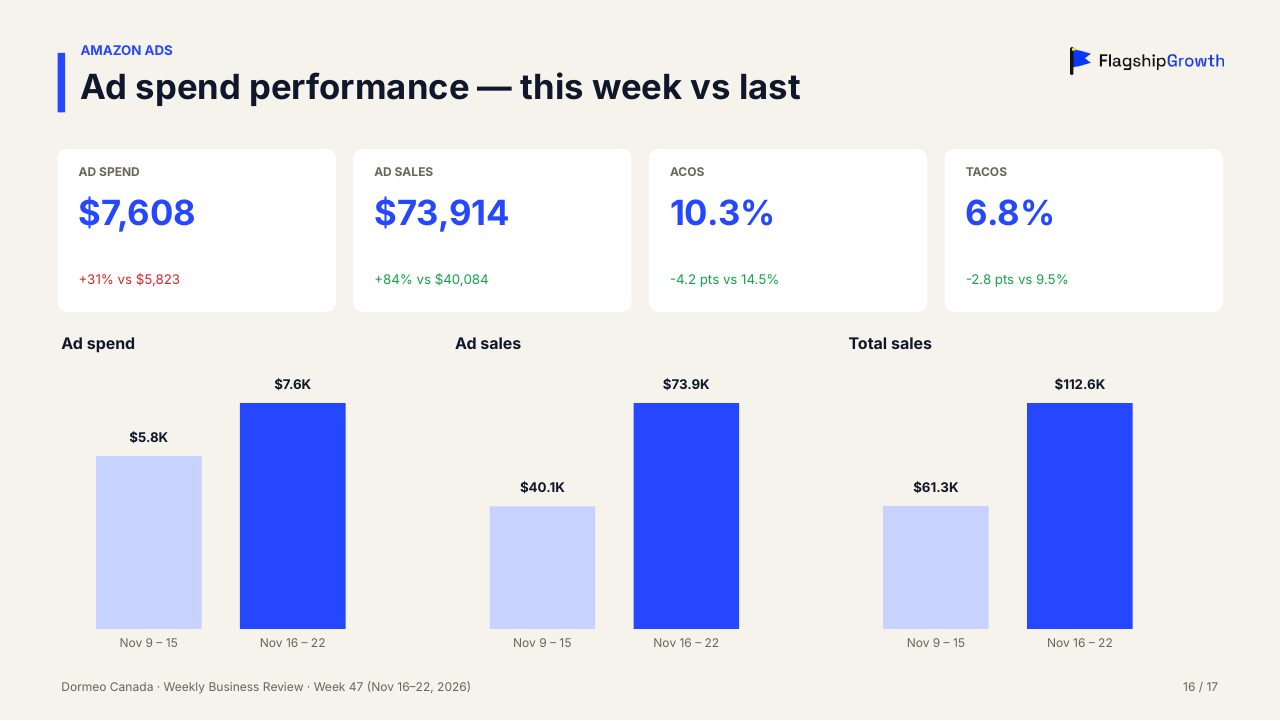 AMAZON ADS
Ad spend performance — this week vs last
FlagshipGrowth
AD SPEND
$7,608
+31% vs $5,823
AD SALES
$73,914
+84% vs $40,084
ACOS
10.3%
-4.2 pts vs 14.5%
TACOS
6.8%
-2.8 pts vs 9.5%
Ad spend
$5.8K
$7.6K
Nov 9 – 15
Nov 16 – 22
Ad sales
$40.1K
$73.9K
Nov 9 – 15
Nov 16 – 22
Total sales
$61.3K
$112.6K
Nov 9 – 15
Nov 16 – 22
Dormeo Canada · Weekly Business Review · Week 47 (Nov 16–22, 2026)
16 / 17